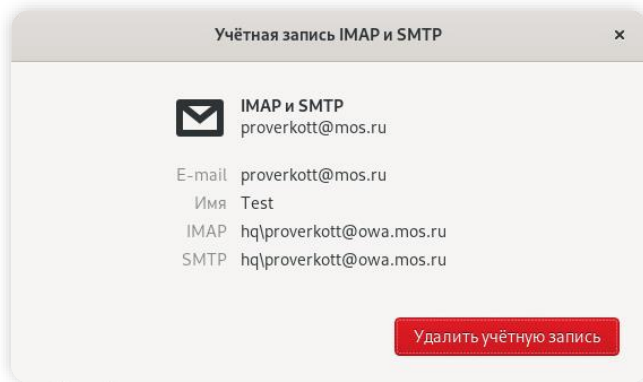 Учётная запись IMAP и SMTP
IMAP и SMTP
proverkott@mos.ru
E-mail proverkott@mos.ru
Имя Test
IMAP hq\proverkott@owa.mos.ru
SMTP hq\proverkott@owa.mos.ru
Удалить учётную запись